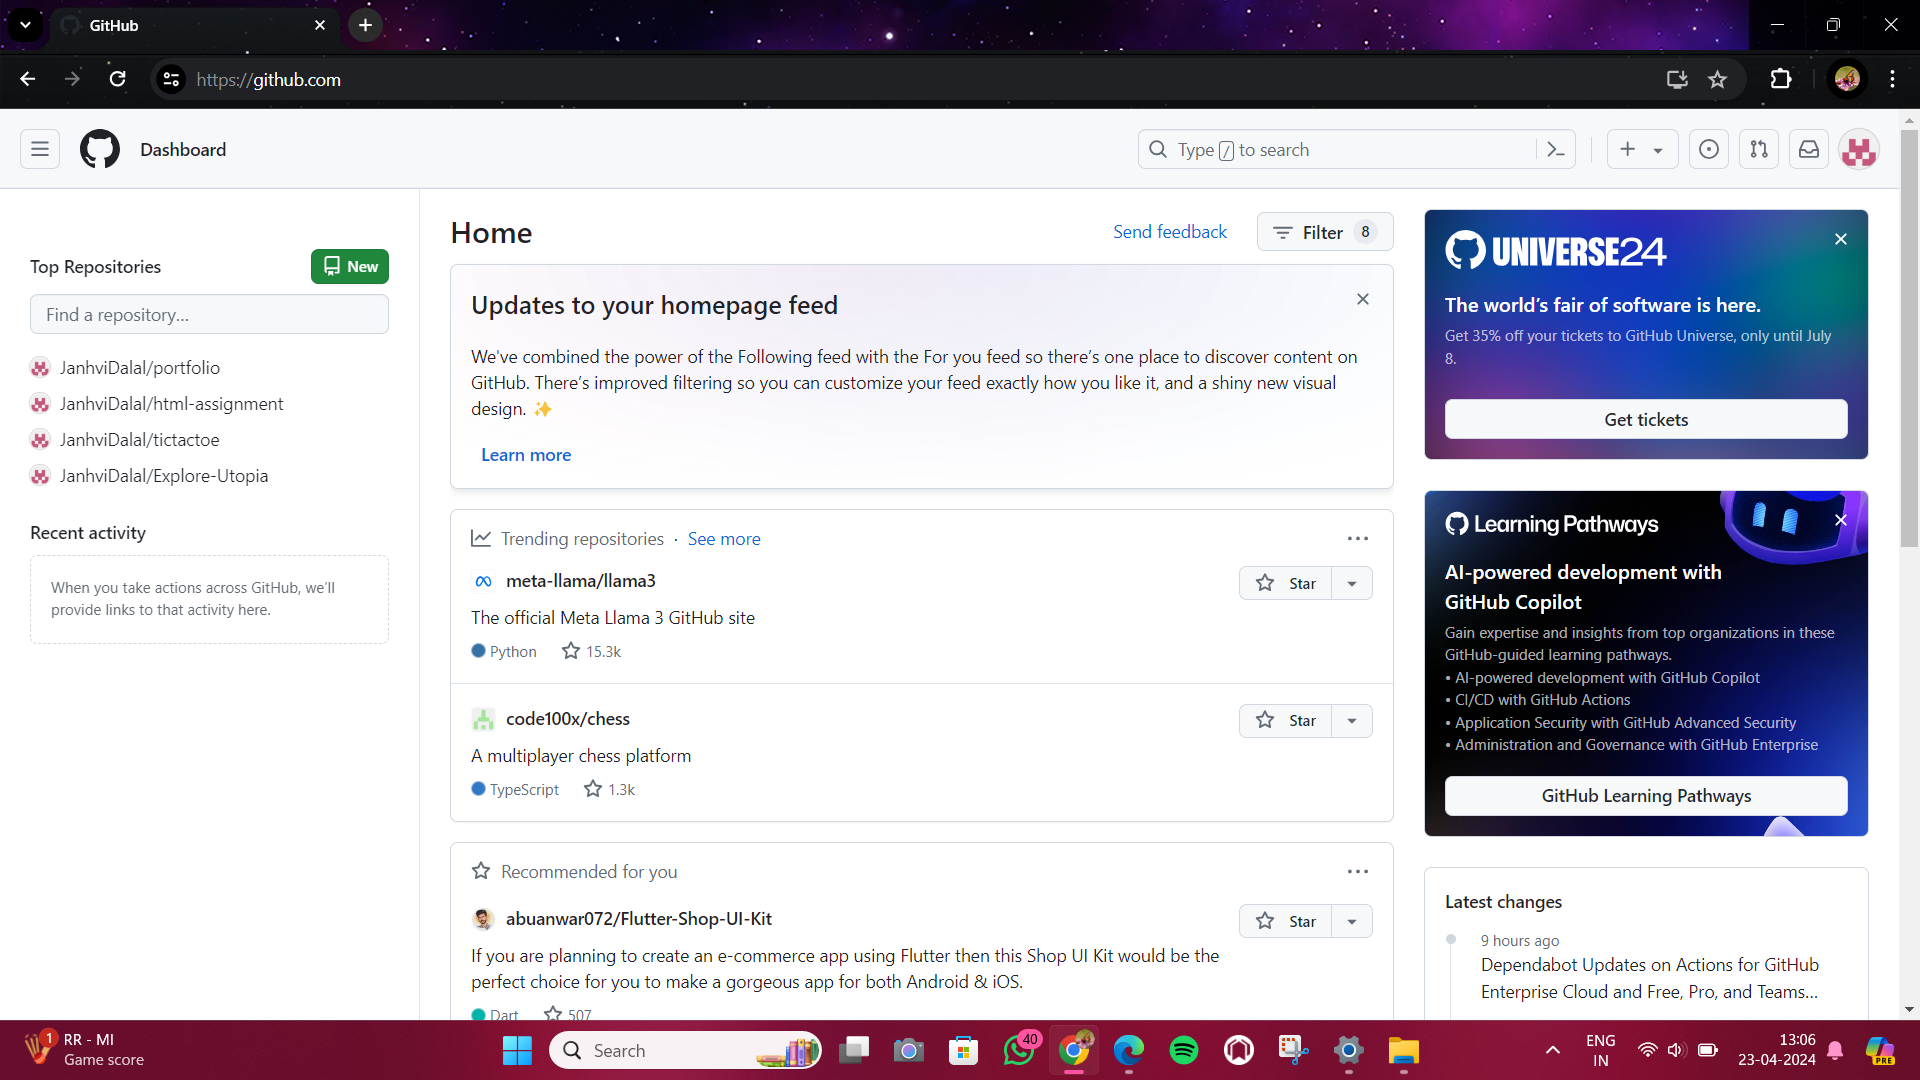 GitHub
https://github.com
Dashboard
Type / to search
Top Repositories
New
Find a repository...
JanhviDalal/portfolio
JanhviDalal/html-assignment
JanhviDalal/tictactoe
JanhviDalal/Explore-Utopia
Recent activity
When you take actions across GitHub, we'll
provide links to that activity here.
Home
Send feedback
Filter 8
Updates to your homepage feed
We've combined the power of the Following feed with the For you feed so there's one place to discover content on
GitHub. There's improved filtering so you can customize your feed exactly how you like it, and a shiny new visual
design. ✨
Learn more
Trending repositories · See more
meta-llama/llama3
Star
The official Meta Llama 3 GitHub site
Python 15.3k
code100x/chess
Star
A multiplayer chess platform
TypeScript 1.3k
Recommended for you
abuanwar072/Flutter-Shop-UI-Kit
Star
If you are planning to create an e-commerce app using Flutter then this Shop UI Kit would be the
perfect choice for you to make a gorgeous app for both Android & iOS.
Dart 507
UNIVERSE24
The world's fair of software is here.
Get 35% off your tickets to GitHub Universe, only until July
8.
Get tickets
Learning Pathways
AI-powered development with
GitHub Copilot
Gain expertise and insights from top organizations in these
GitHub-guided learning pathways.
• AI-powered development with GitHub Copilot
• CI/CD with GitHub Actions
• Application Security with GitHub Advanced Security
• Administration and Governance with GitHub Enterprise
GitHub Learning Pathways
Latest changes
9 hours ago
Dependabot Updates on Actions for GitHub
Enterprise Cloud and Free, Pro, and Teams...
1
RR - MI
Game score
Search
40
ENG
IN
13:06
23-04-2024
PRE